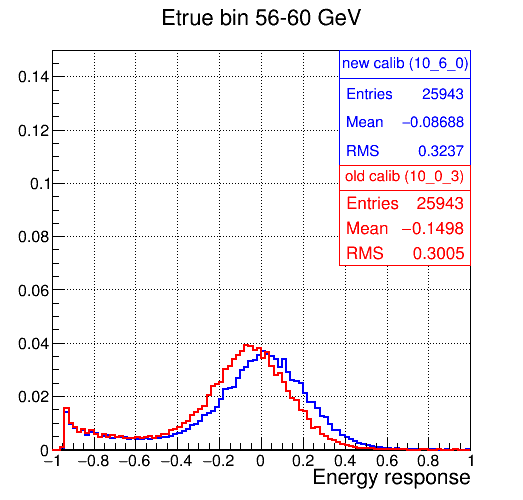 Etrue bin 56-60 GeV
new calib (10_6_0)
Entries 25943
Mean −0.08688
RMS 0.3237
old calib (10_0_3)
Entries 25943
Mean −0.1498
RMS 0.3005
0.14
0.12
0.1
0.08
0.06
0.04
0.02
0
−1 −0.8 −0.6 −0.4 −0.2 0 0.2 0.4 0.6 0.8 1
Energy response